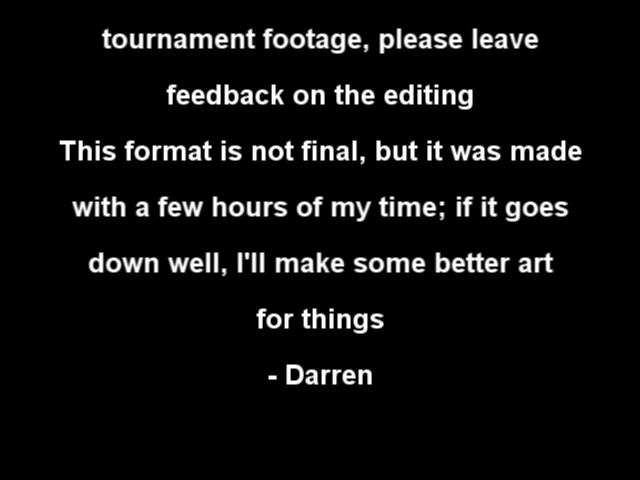 tournament footage, please leave
feedback on the editing
This format is not final, but it was made
with a few hours of my time; if it goes
down well, I'll make some better art
for things
- Darren